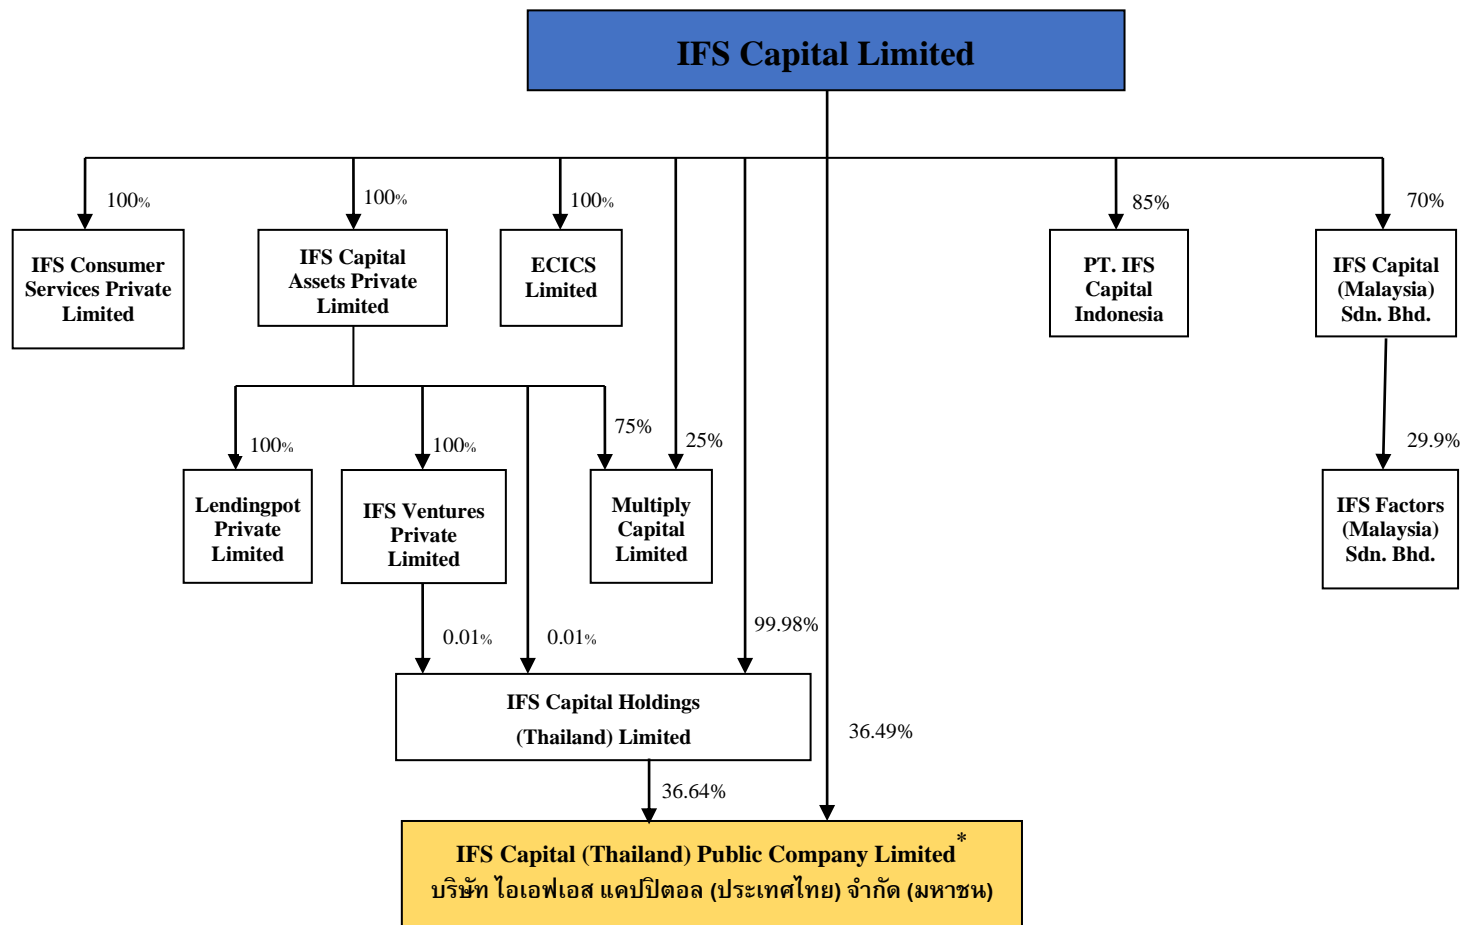 IFS Capital Limited
100%
100%
100%
85%
70%
IFS Consumer
Services Private
Limited
IFS Capital
Assets Private
Limited
ECICS
Limited
PT. IFS
Capital
Indonesia
IFS Capital
(Malaysia)
Sdn. Bhd.
100%
100%
75%
25%
29.9%
Lendingpot
Private
Limited
IFS Ventures
Private
Limited
Multiply
Capital
Limited
IFS Factors
(Malaysia)
Sdn. Bhd.
0.01%
0.01%
99.98%
IFS Capital Holdings
(Thailand) Limited
36.49%
36.64%
IFS Capital (Thailand) Public Company Limited*
บริษัท ไอเอฟเอส แคปปิตอล (ประเทศไทย) จำกัด (มหาชน)